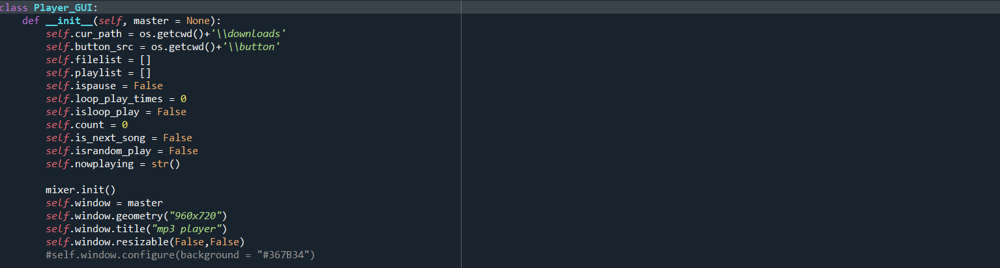 class Player_GUI:
    def __init__(self, master = None):
        self.cur_path = os.getcwd()+'\\downloads'
        self.button_src = os.getcwd()+'\\button'
        self.filelist = []
        self.playlist = []
        self.ispause = False
        self.loop_play_times = 0
        self.isloop_play = False
        self.count = 0
        self.is_next_song = False
        self.israndom_play = False
        self.nowplaying = str()

        mixer.init()
        self.window = master
        self.window.geometry("960x720")
        self.window.title("mp3 player")
        self.window.resizable(False,False)
        #self.window.configure(background = "#367B34")